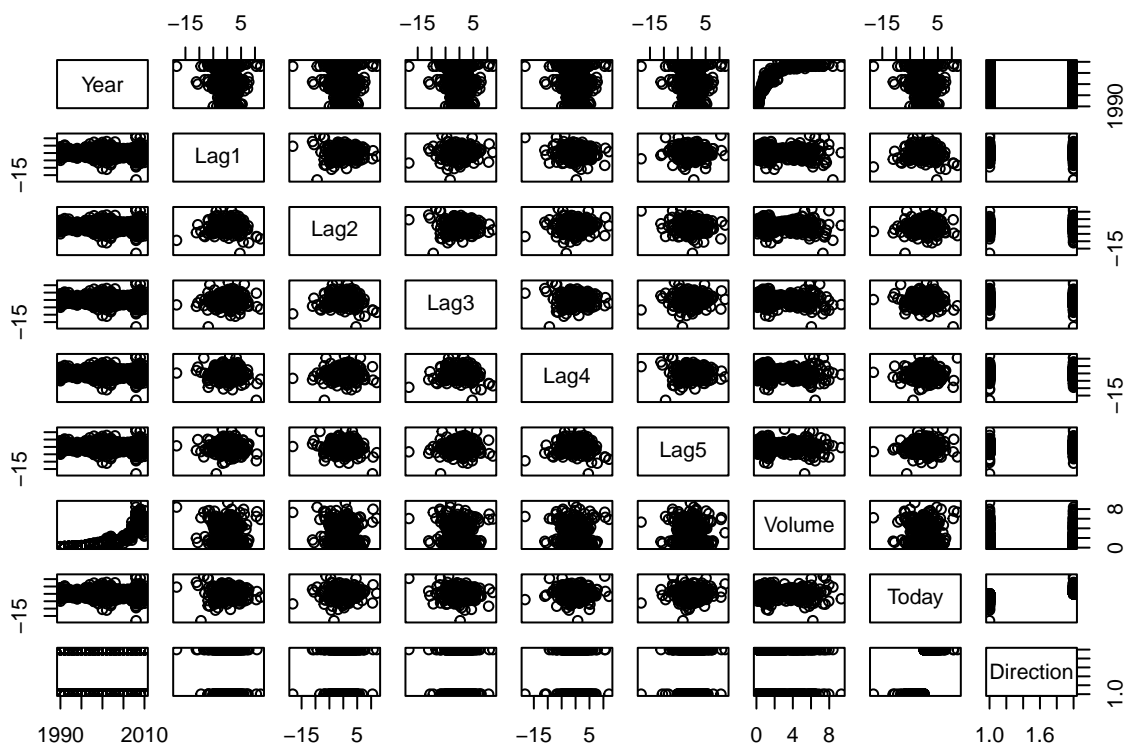 −15 5 −15 5 −15 5
Year
1990
−15
Lag1
Lag2
−15
−15
Lag3
Lag4
−15
−15
Lag5
Volume
0 8
−15
Today
Direction
1.0
1990 2010 −15 5 −15 5 0 4 8 1.0 1.6